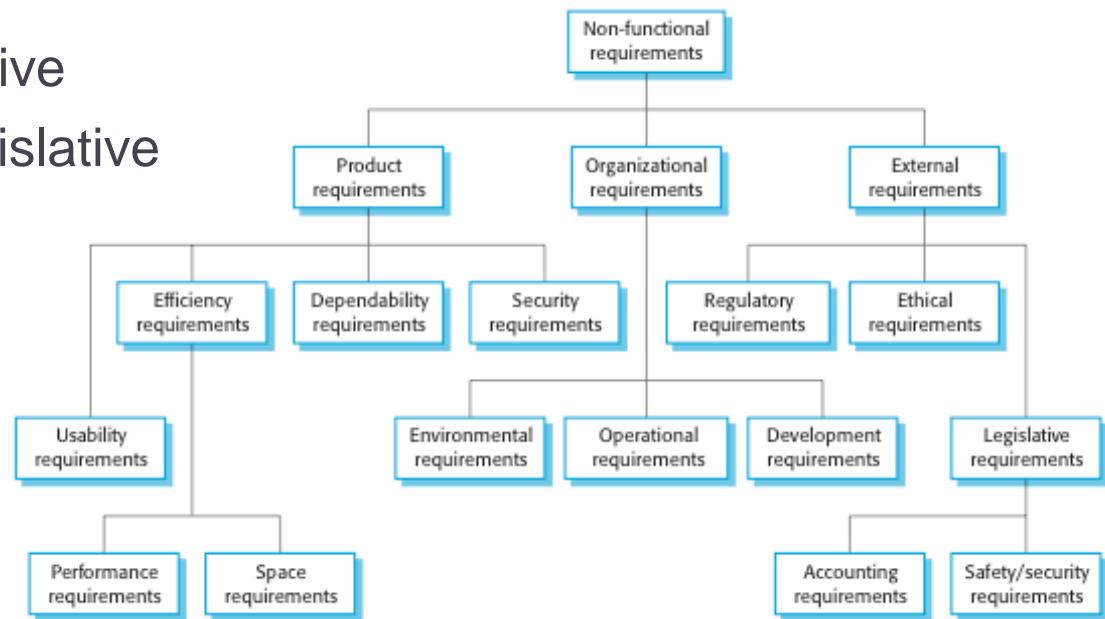 ive
islative
Non-functional
requirements
Product
requirements
Organizational
requirements
External
requirements
Efficiency
requirements
Dependability
requirements
Security
requirements
Regulatory
requirements
Ethical
requirements
Usability
requirements
Environmental
requirements
Operational
requirements
Development
requirements
Legislative
requirements
Performance
requirements
Space
requirements
Accounting
requirements
Safety/security
requirements